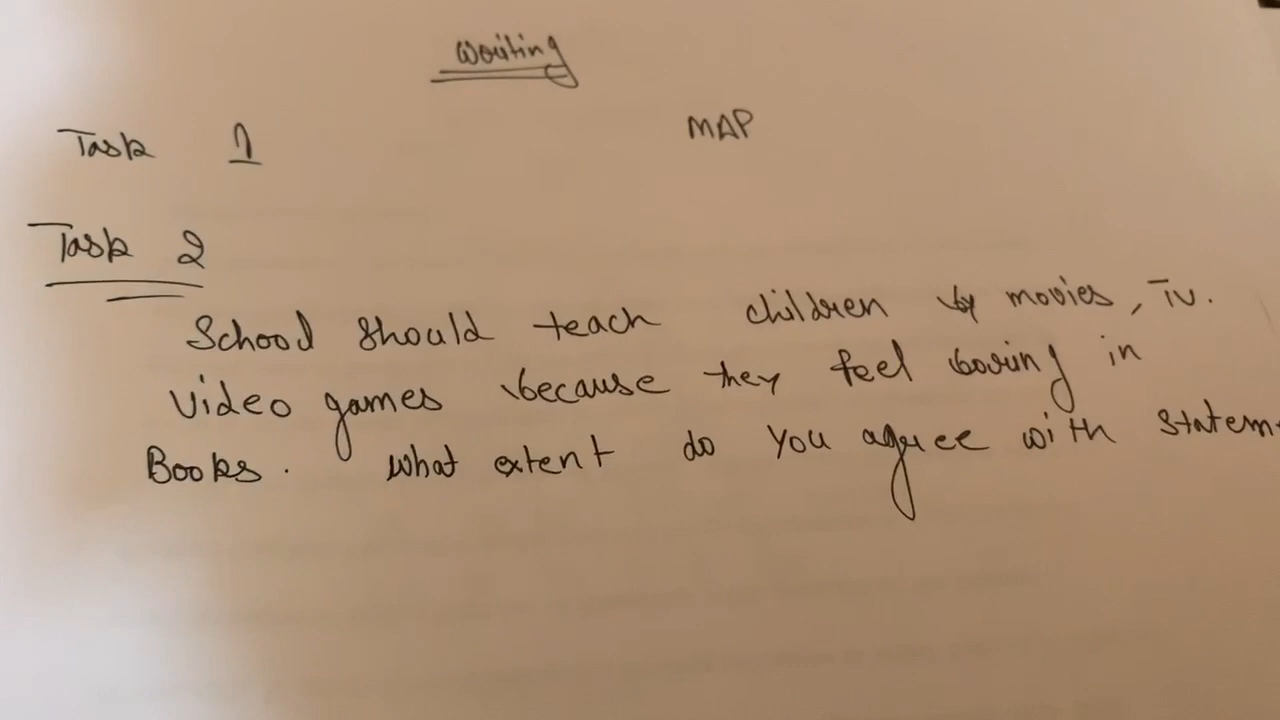 Writing
Task 1 MAP
Task 2
School should teach children by movies, TV.
Video games because they feel boring in
Books. What extent do you agree with statem